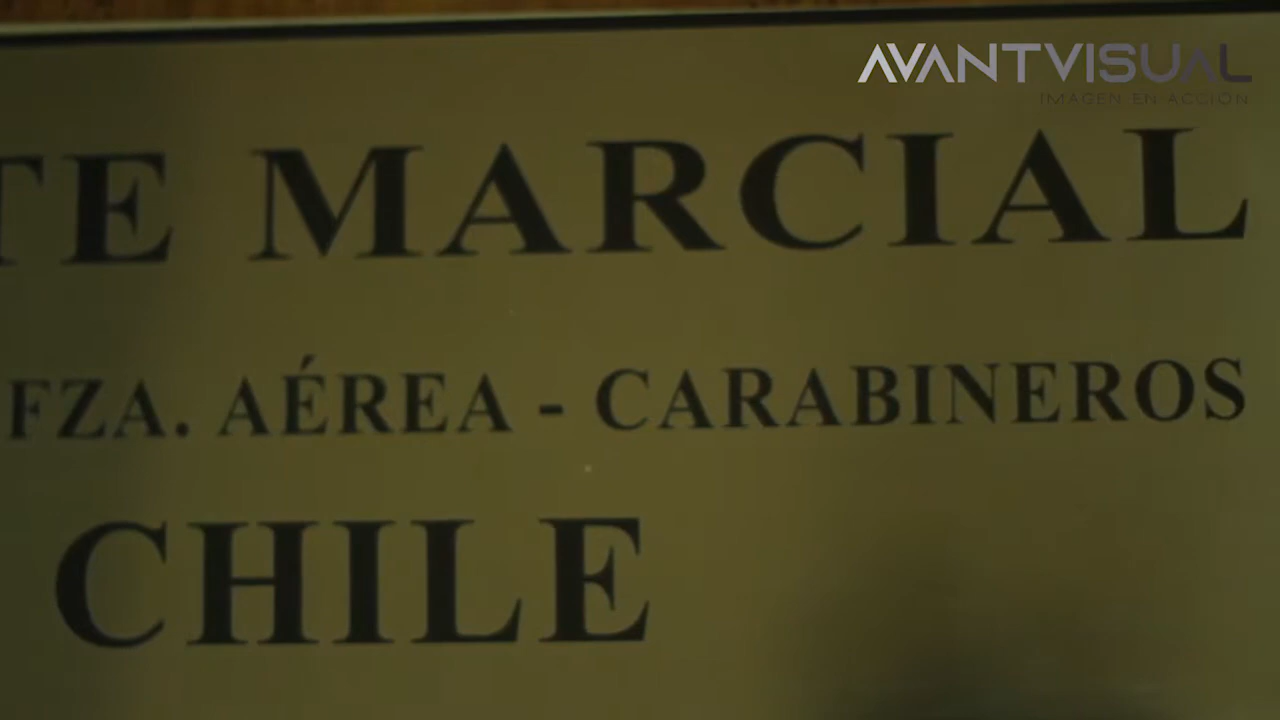 AVANTVISUAL
IMAGEN EN ACCIÓN
TE MARCIAL
FZA. AÉREA - CARABINEROS
CHILE